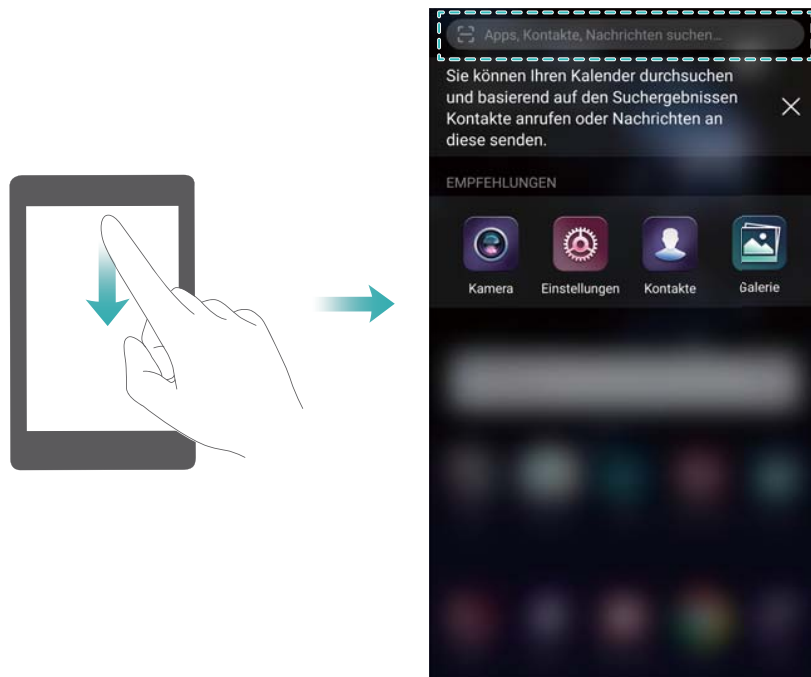 Apps, Kontakte, Nachrichten suchen...
Sie können Ihren Kalender durchsuchen
und basierend auf den Suchergebnissen
Kontakte anrufen oder Nachrichten an
diese senden.
EMPFEHLUNGEN
Kamera Einstellungen Kontakte Galerie